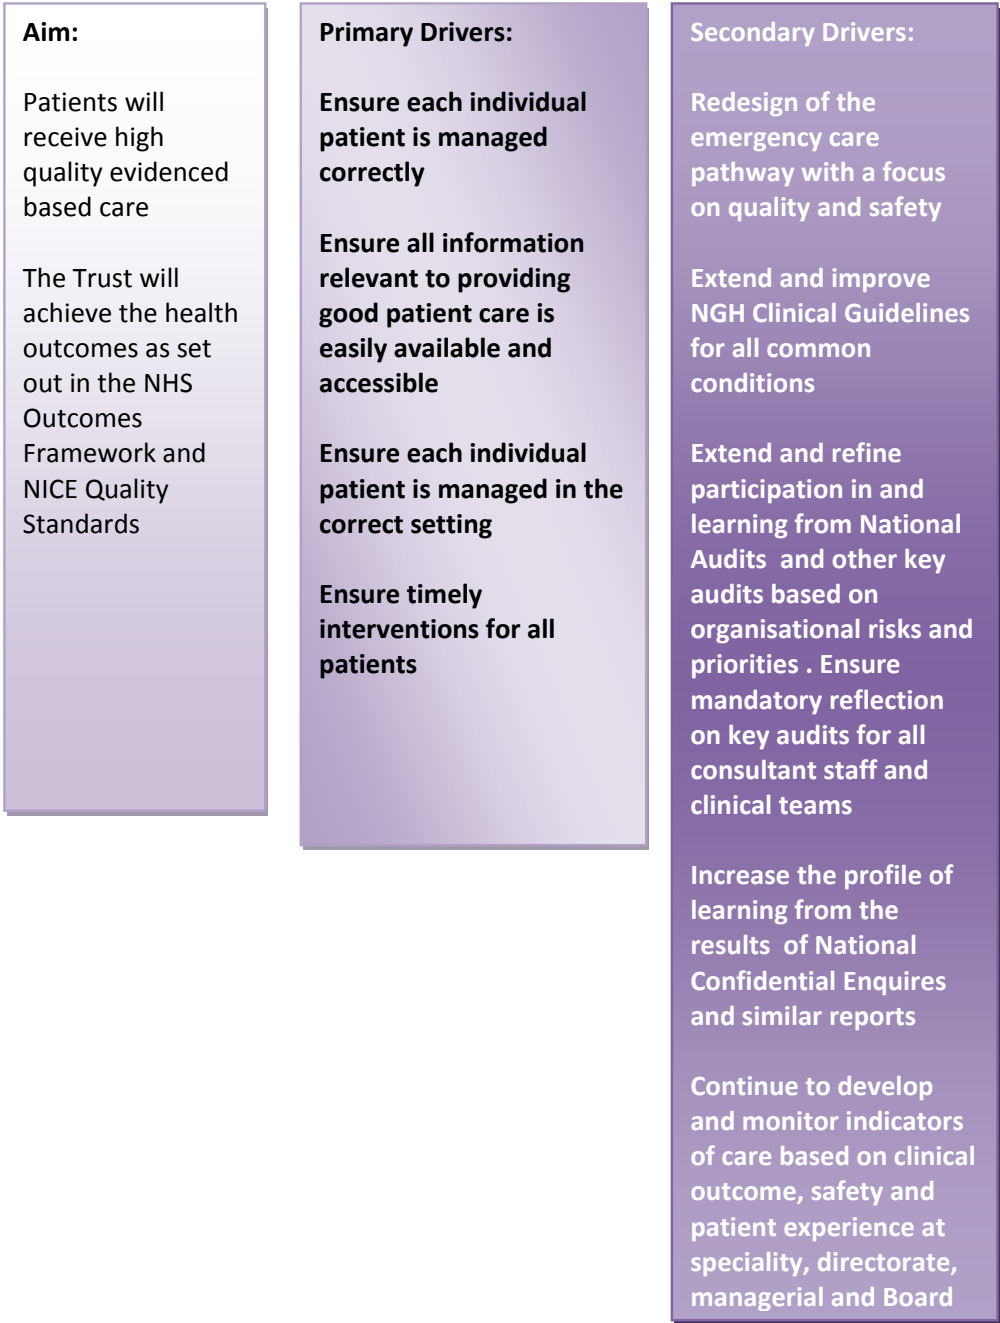 Aim:
Patients will
receive high
quality evidenced
based care
The Trust will
achieve the health
outcomes as set
out in the NHS
Outcomes
Framework and
NICE Quality
Standards
Primary Drivers:
Ensure each individual
patient is managed
correctly
Ensure all information
relevant to providing
good patient care is
easily available and
accessible
Ensure each individual
patient is managed in the
correct setting
Ensure timely
interventions for all
patients
Secondary Drivers:
Redesign of the
emergency care
pathway with a focus
on quality and safety
Extend and improve
NGH Clinical Guidelines
for all common
conditions
Extend and refine
participation in and
learning from National
Audits  and other key
audits based on
organisational risks and
priorities . Ensure
mandatory reflection
on key audits for all
consultant staff and
clinical teams
Increase the profile of
learning from the
results  of National
Confidential Enquires
and similar reports
Continue to develop
and monitor indicators
of care based on clinical
outcome, safety and
patient experience at
speciality, directorate,
managerial and Board